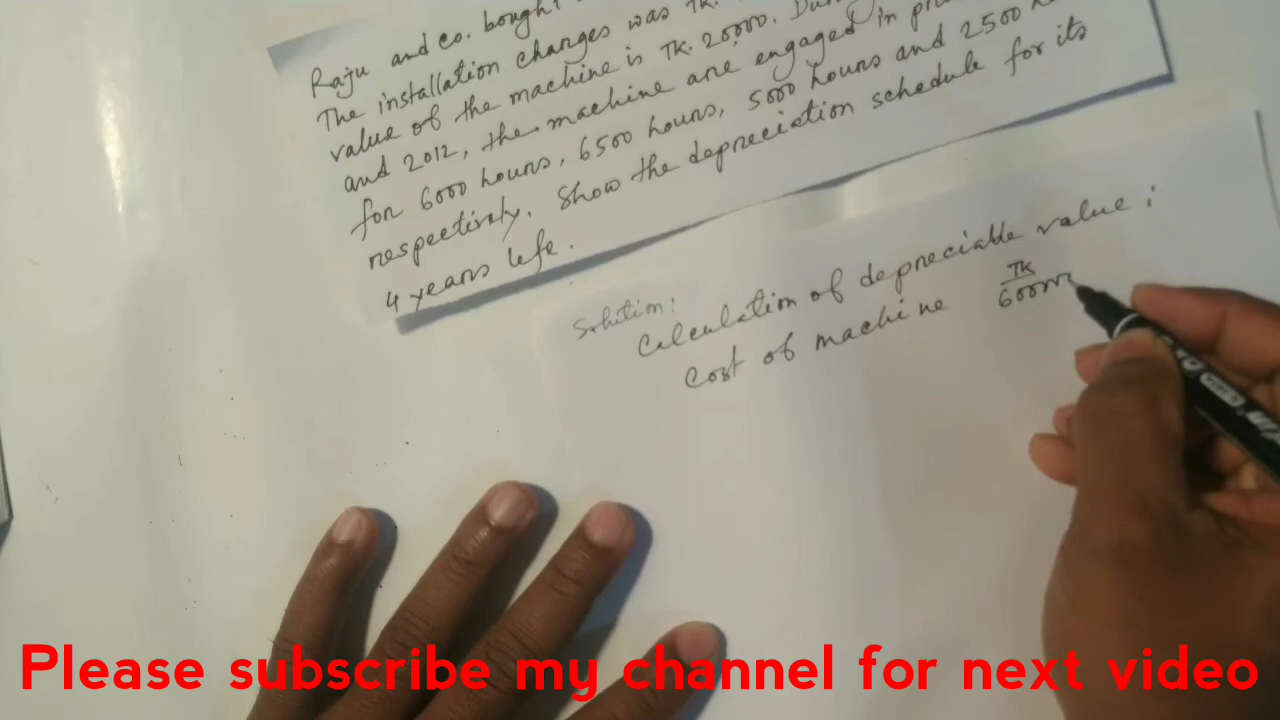 Raju and co. bought
The installation charges was TK.
value of the machine is TK. 20000. Du
and 2012, the machine are engaged in pr
for 6000 hours, 6500 hours, 5000 hours and 2500 h
respectively. Show the depreciation schedule for its
4 years life.
Solution:
Calculation of depreciable value:
TK
Cost of machine 60000
Please subscribe my channel for next video